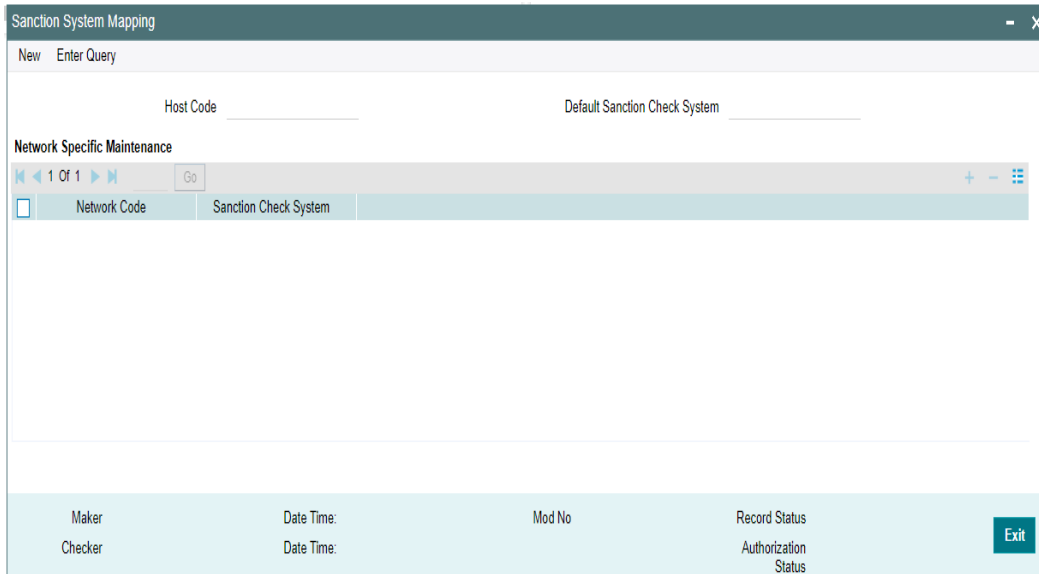 Sanction System Mapping
New Enter Query
Host Code Default Sanction Check System
Network Specific Maintenance
1 Of 1 Go
Network Code Sanction Check System
Maker Date Time: Mod No Record Status
Exit
Checker Date Time: Authorization
Status